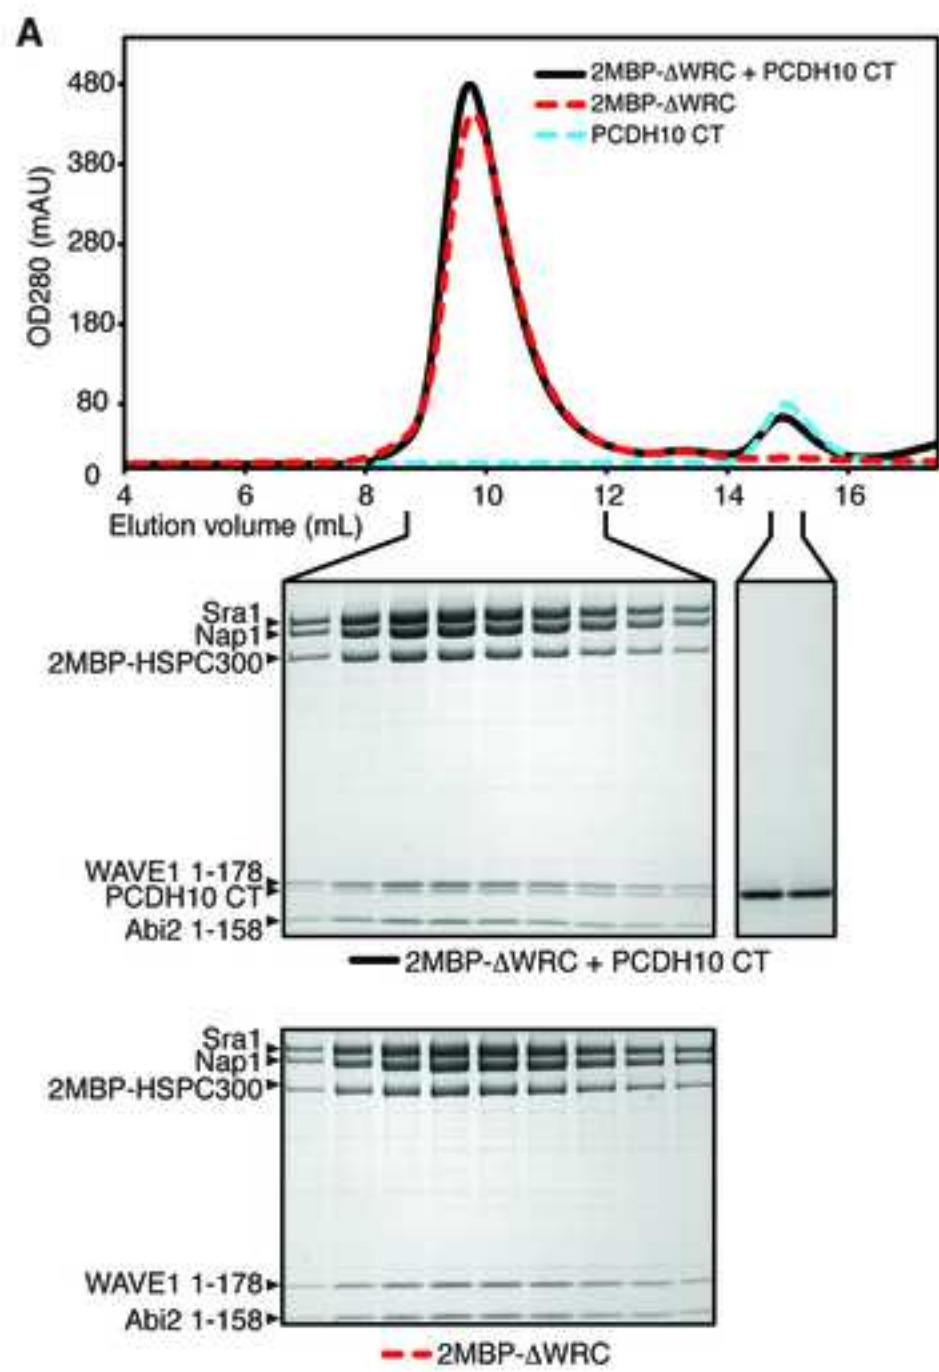 A
2MBP-ΔWRC + PCDH10 CT
2MBP-ΔWRC
PCDH10 CT
OD280 (mAU)
480
380
280
180
80
0
4 6 8 10 12 14 16
Elution volume (mL)
Sra1
Nap1
2MBP-HSPC300
WAVE1 1-178
PCDH10 CT
Abi2 1-158
2MBP-ΔWRC + PCDH10 CT
Sra1
Nap1
2MBP-HSPC300
WAVE1 1-178
Abi2 1-158
2MBP-ΔWRC